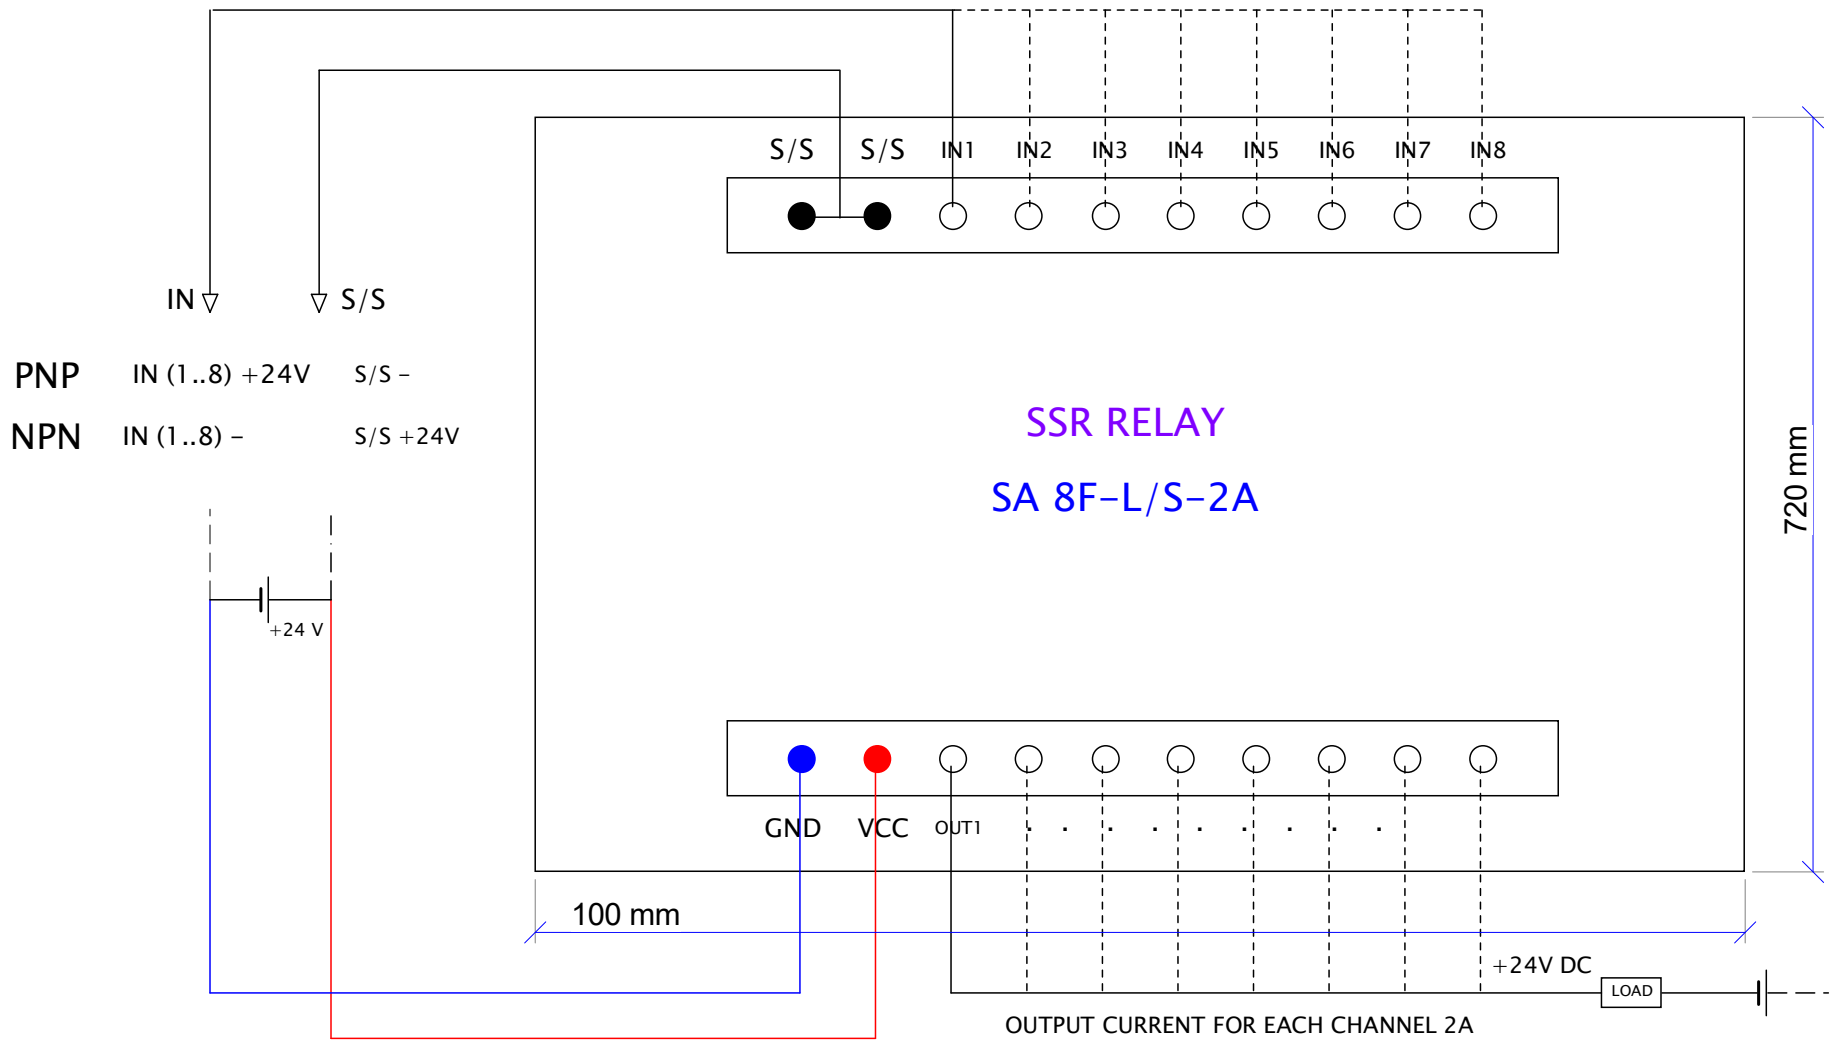 S/S S/S IN1 IN2 IN3 IN4 IN5 IN6 IN7 IN8
IN S/S
PNP IN (1..8) +24V S/S -
NPN IN (1..8) - S/S +24V
SSR RELAY
SA 8F-L/S-2A
720 mm
+24 V
GND VCC OUT1 . . . . . . . . .
100 mm
+24V DC
LOAD
OUTPUT CURRENT FOR EACH CHANNEL 2A